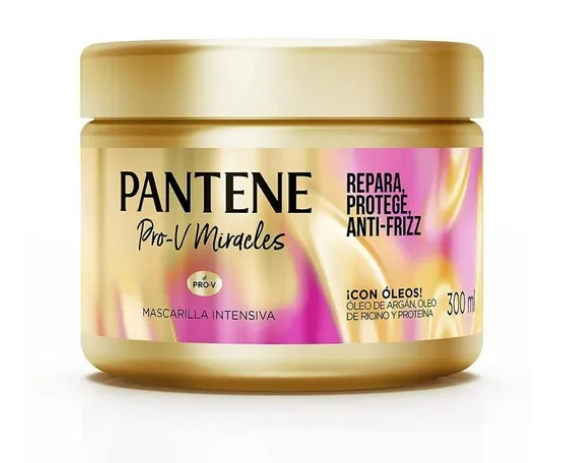 PANTENE
Pro-V Miracles
PRO-V
MASCARILLA INTENSIVA
REPARA,
PROTEGE,
ANTI-FRIZZ
¡CON ÓLEOS!
ÓLEO DE ARGÁN, ÓLEO
DE RICINO Y PROTEÍNA
300 ml